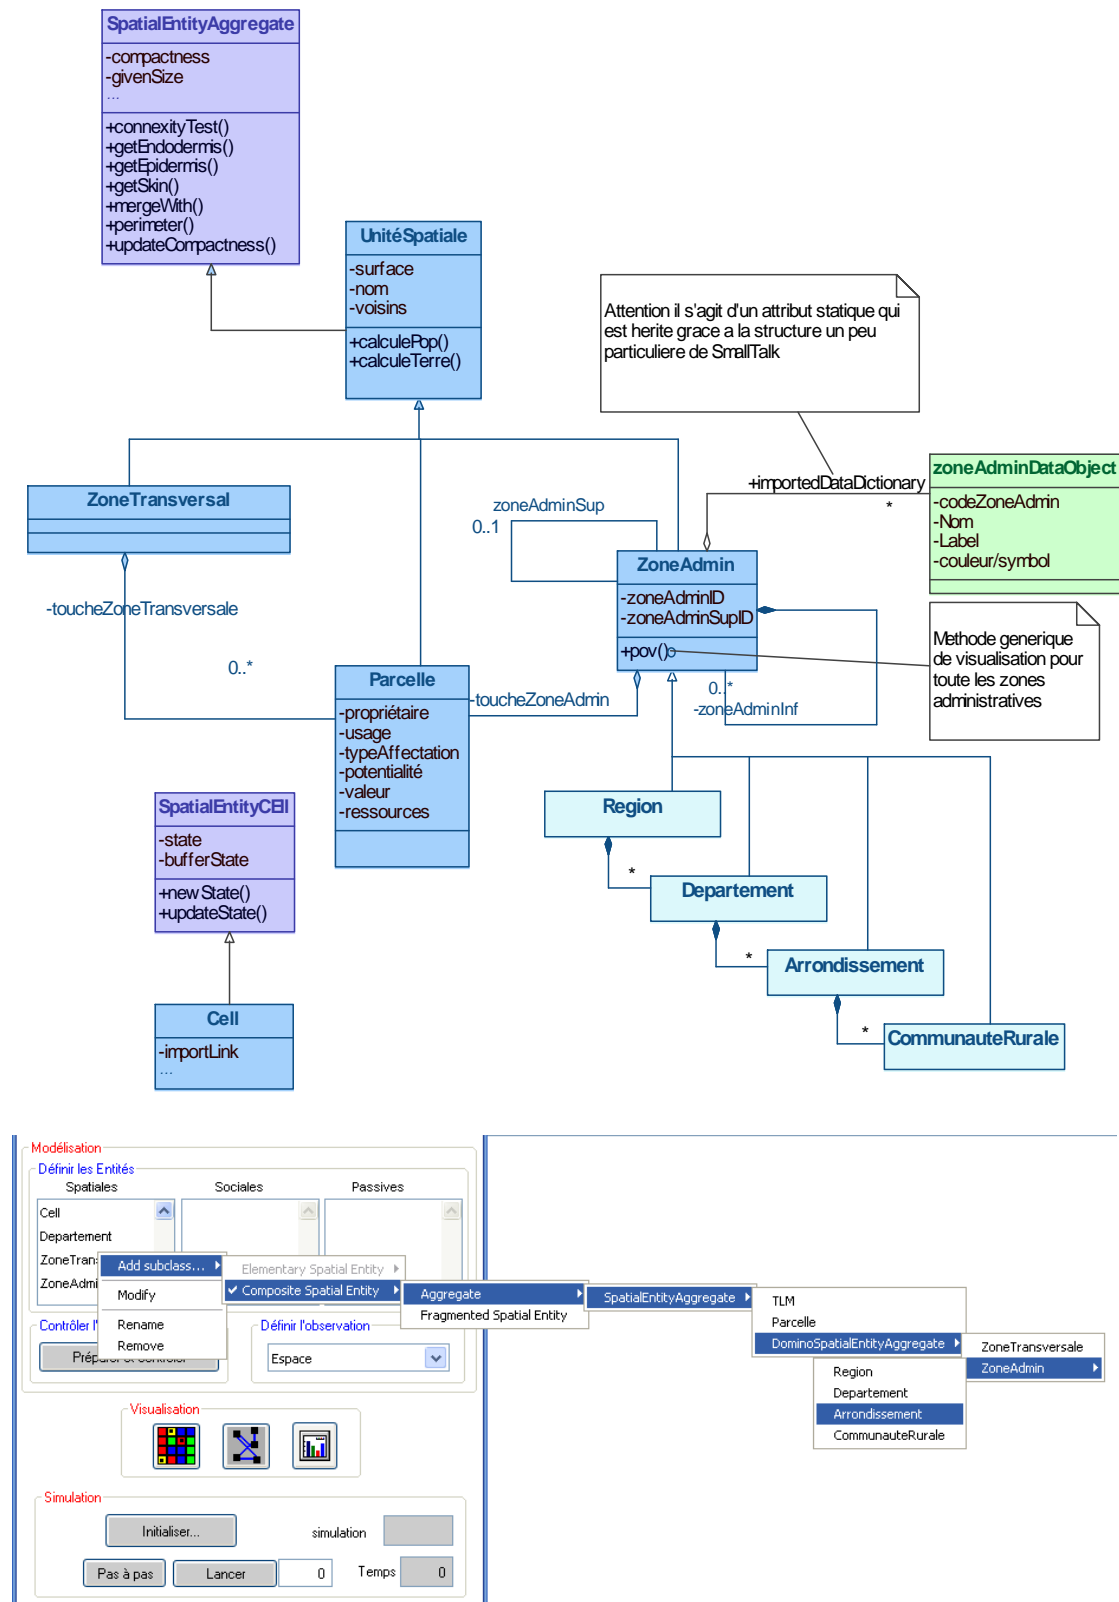 SpatialEntityAggregate
-compactness
-givenSize
...
+connexityTest()
+getEndodermis()
+getEpidermis()
+getSkin()
+mergeWith()
+perimeter()
+updateCompactness()
UnitéSpatiale
-surface
-nom
-voisins
+calculePop()
+calculeTerre()
Attention il s'agit d'un attribut statique qui
est herite grace a la structure un peu
particuliere de SmallTalk
zoneAdminDataObject
-codeZoneAdmin
-Nom
-Label
-couleur/symbol
+importedDataDictionary
*
ZoneTransversal
zoneAdminSup
0..1
ZoneAdmin
-zoneAdminID
-zoneAdminSupID
+pov()
Methode generique
de visualisation pour
toute les zones
administratives
-toucheZoneTransversale
0..*
Parcelle
-propriétaire
-usage
-typeAffectation
-potentialité
-valeur
-ressources
-toucheZoneAdmin
0..*
-zoneAdminInf
SpatialEntityCEll
-state
-bufferState
+newState()
+updateState()
Region
*
Departement
*
Arrondissement
*
CommunauteRurale
Cell
-importLink
...
Modélisation
Définir les Entités
Spatiales Sociales Passives
Cell
Departement
ZoneTrans
ZoneAdmi
Add subclass...
Modify
Rename
Remove
Elementary Spatial Entity
Composite Spatial Entity
Aggregate
Fragmented Spatial Entity
SpatialEntityAggregate
TLM
Parcelle
DominoSpatialEntityAggregate
ZoneTransversale
ZoneAdmin
Region
Departement
Arrondissement
CommunauteRurale
Contrôler l'
Définir l'observation
Espace
Visualisation
Simulation
Initialiser...
simulation
Pas à pas
Lancer
0
Temps
0